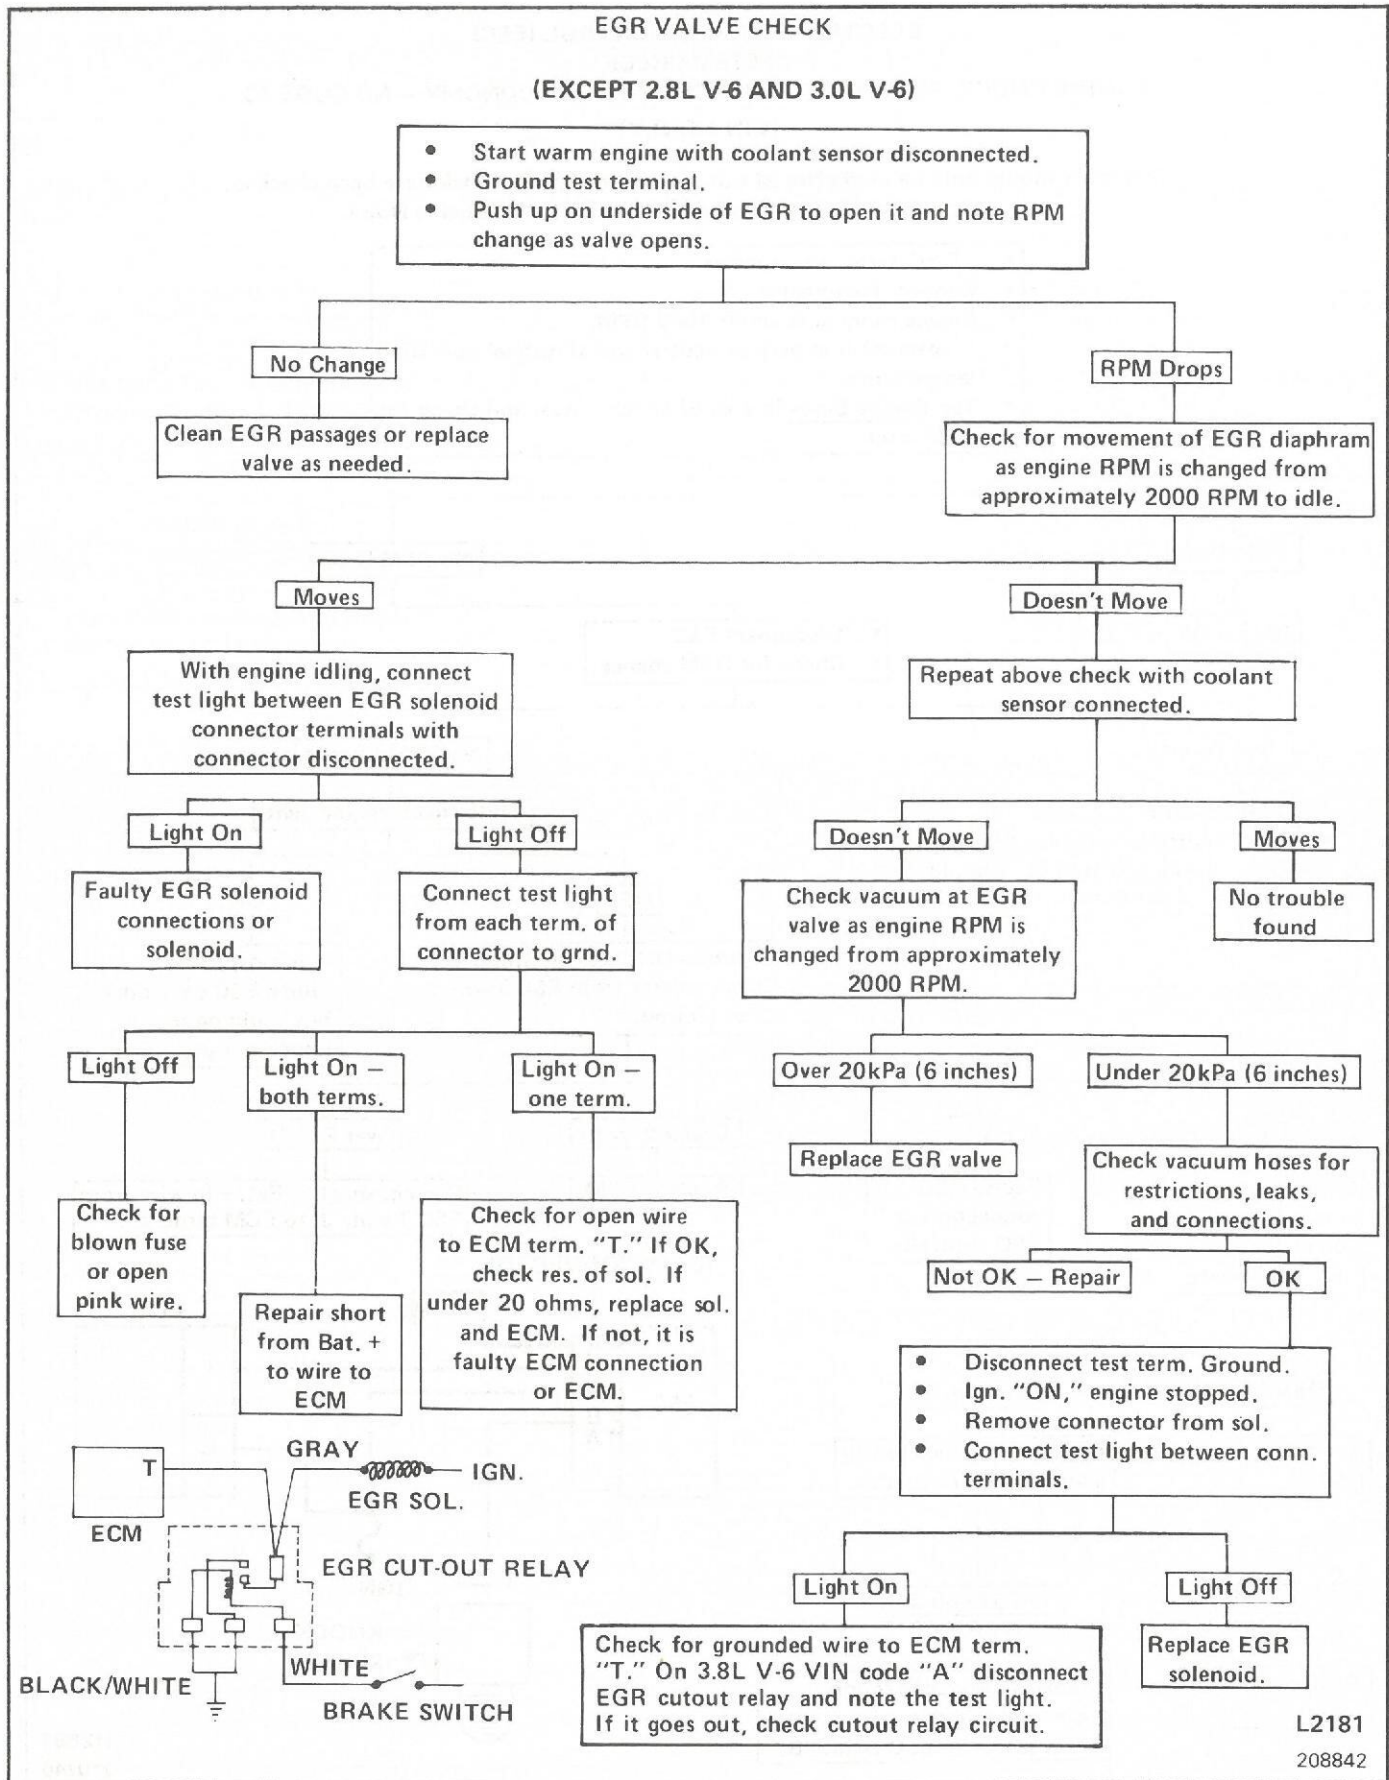 EGR VALVE CHECK
(EXCEPT 2.8L V-6 AND 3.0L V-6)
• Start warm engine with coolant sensor disconnected.
• Ground test terminal.
• Push up on underside of EGR to open it and note RPM
change as valve opens.
No Change
RPM Drops
Clean EGR passages or replace
valve as needed.
Check for movement of EGR diaphram
as engine RPM is changed from
approximately 2000 RPM to idle.
Moves
Doesn't Move
With engine idling, connect
test light between EGR solenoid
connector terminals with
connector disconnected.
Repeat above check with coolant
sensor connected.
Light On
Light Off
Doesn't Move
Moves
Faulty EGR solenoid
connections or
solenoid.
Connect test light
from each term. of
connector to grnd.
Check vacuum at EGR
valve as engine RPM is
changed from approximately
2000 RPM.
No trouble
found
Light Off
Light On —
both terms.
Light On —
one term.
Over 20kPa (6 inches)
Under 20kPa (6 inches)
Replace EGR valve
Check vacuum hoses for
restrictions, leaks,
and connections.
Check for
blown fuse
or open
pink wire.
Repair short
from Bat. +
to wire to
ECM
Check for open wire
to ECM term. "T." If OK,
check res. of sol. If
under 20 ohms, replace sol.
and ECM. If not, it is
faulty ECM connection
or ECM.
Not OK — Repair
OK
• Disconnect test term. Ground.
• Ign. "ON," engine stopped.
• Remove connector from sol.
• Connect test light between conn.
terminals.
Light On
Light Off
Check for grounded wire to ECM term.
"T." On 3.8L V-6 VIN code "A" disconnect
EGR cutout relay and note the test light.
If it goes out, check cutout relay circuit.
Replace EGR
solenoid.
T
ECM
GRAY
IGN.
EGR SOL.
EGR CUT-OUT RELAY
WHITE
BLACK/WHITE
BRAKE SWITCH
L2181
208842